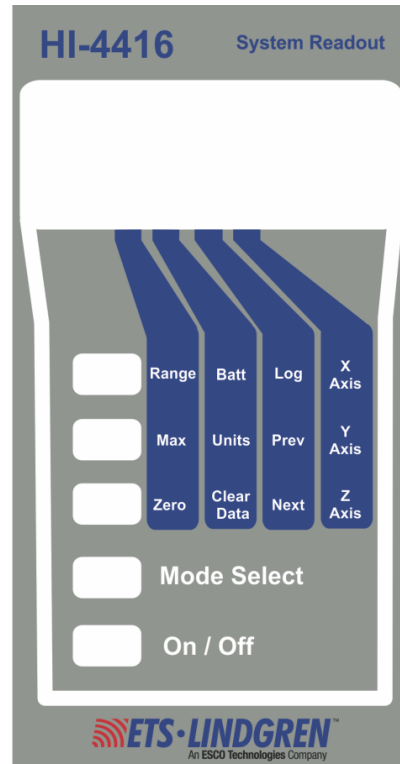 HI-4416 System Readout
Range Batt Log X Axis
Max Units Prev Y Axis
Zero Clear Data Next Z Axis
Mode Select
On / Off
ETS·LINDGREN™
An ESCO Technologies Company